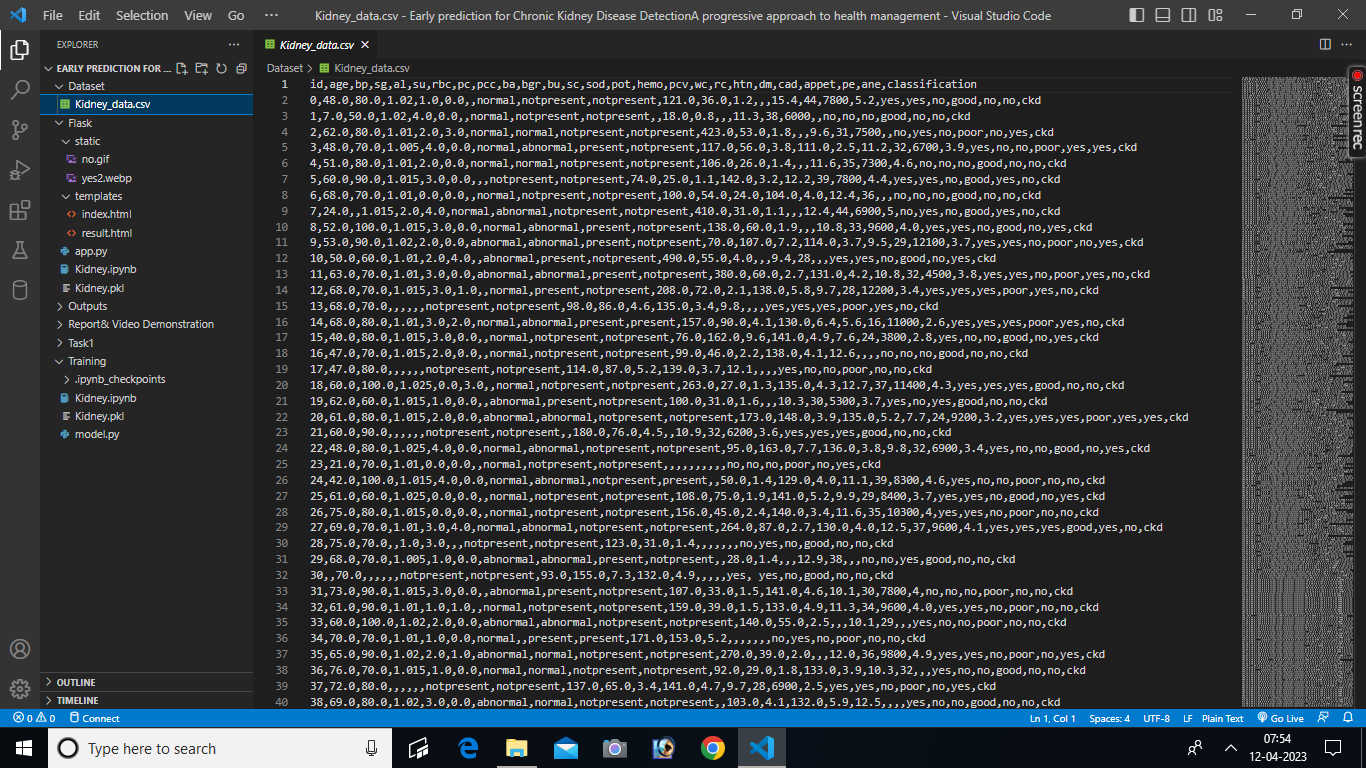 File Edit Selection View Go ··· Kidney_data.csv - Early prediction for Chronic Kidney Disease DetectionA progressive approach to health management - Visual Studio Code
EXPLORER
EARLY PREDICTION FOR ...
Dataset
Kidney_data.csv
Flask
static
no.gif
yes2.webp
templates
index.html
result.html
app.py
Kidney.ipynb
Kidney.pkl
Outputs
Report& Video Demonstration
Task1
Training
.ipynb_checkpoints
Kidney.ipynb
Kidney.pkl
model.py
OUTLINE
TIMELINE
Kidney_data.csv
Dataset > Kidney_data.csv
1 id,age,bp,sg,al,su,rbc,pc,pcc,ba,bgr,bu,sc,sod,pot,hemo,pcv,wc,rc,htn,dm,cad,appet,pe,ane,classification
2 0,48.0,80.0,1.02,1.0,0.0,,normal,notpresent,notpresent,121.0,36.0,1.2,,,15.4,44,7800,5.2,yes,yes,no,good,no,no,ckd
3 1,7.0,50.0,1.02,4.0,0.0,,normal,notpresent,notpresent,,18.0,0.8,,,11.3,38,6000,,no,no,no,good,no,no,ckd
4 2,62.0,80.0,1.01,2.0,3.0,normal,normal,notpresent,notpresent,423.0,53.0,1.8,,,9.6,31,7500,,no,yes,no,poor,no,yes,ckd
5 3,48.0,70.0,1.005,4.0,0.0,normal,abnormal,present,notpresent,117.0,56.0,3.8,111.0,2.5,11.2,32,6700,3.9,yes,no,no,poor,yes,yes,ckd
6 4,51.0,80.0,1.01,2.0,0.0,normal,normal,notpresent,notpresent,106.0,26.0,1.4,,,11.6,35,7300,4.6,no,no,no,good,no,no,ckd
7 5,60.0,90.0,1.015,3.0,0.0,,,notpresent,notpresent,74.0,25.0,1.1,142.0,3.2,12.2,39,7800,4.4,yes,yes,no,good,yes,no,ckd
8 6,68.0,70.0,1.01,0.0,0.0,,normal,notpresent,notpresent,100.0,54.0,24.0,104.0,4.0,12.4,36,,,no,no,no,good,no,no,ckd
9 7,24.0,,1.015,2.0,4.0,normal,abnormal,notpresent,notpresent,410.0,31.0,1.1,,,12.4,44,6900,5,no,yes,no,good,yes,no,ckd
10 8,52.0,100.0,1.015,3.0,0.0,normal,abnormal,present,notpresent,138.0,60.0,1.9,,,10.8,33,9600,4.0,yes,yes,no,good,no,yes,ckd
11 9,53.0,90.0,1.02,2.0,0.0,abnormal,abnormal,present,notpresent,70.0,107.0,7.2,114.0,3.7,9.5,29,12100,3.7,yes,yes,no,poor,no,yes,ckd
12 10,50.0,60.0,1.01,2.0,4.0,,abnormal,present,notpresent,490.0,55.0,4.0,,,9.4,28,,,yes,yes,no,good,no,yes,ckd
13 11,63.0,70.0,1.01,3.0,0.0,abnormal,abnormal,present,notpresent,380.0,60.0,2.7,131.0,4.2,10.8,32,4500,3.8,yes,yes,no,poor,yes,no,ckd
14 12,68.0,70.0,1.015,3.0,1.0,,normal,present,notpresent,208.0,72.0,2.1,138.0,5.8,9.7,28,12200,3.4,yes,yes,yes,poor,yes,no,ckd
15 13,68.0,70.0,,,,,,notpresent,notpresent,98.0,86.0,4.6,135.0,3.4,9.8,,,,yes,yes,yes,poor,yes,no,ckd
16 14,68.0,80.0,1.01,3.0,2.0,normal,abnormal,present,present,157.0,90.0,4.1,130.0,6.4,5.6,16,11000,2.6,yes,yes,yes,poor,yes,no,ckd
17 15,40.0,80.0,1.015,3.0,0.0,,normal,notpresent,notpresent,76.0,162.0,9.6,141.0,4.9,7.6,24,3800,2.8,yes,no,no,good,no,yes,ckd
18 16,47.0,70.0,1.015,2.0,0.0,,normal,notpresent,notpresent,99.0,46.0,2.2,138.0,4.1,12.6,,,,no,no,no,good,no,no,ckd
19 17,47.0,80.0,,,,,,notpresent,notpresent,114.0,87.0,5.2,139.0,3.7,12.1,,,,yes,no,no,poor,no,no,ckd
20 18,60.0,100.0,1.025,0.0,3.0,,normal,notpresent,notpresent,263.0,27.0,1.3,135.0,4.3,12.7,37,11400,4.3,yes,yes,yes,good,no,no,ckd
21 19,62.0,60.0,1.015,1.0,0.0,,abnormal,present,notpresent,100.0,31.0,1.6,,,10.3,30,5300,3.7,yes,no,yes,good,no,no,ckd
22 20,61.0,80.0,1.015,2.0,0.0,abnormal,abnormal,notpresent,notpresent,173.0,148.0,3.9,135.0,5.2,7.7,24,9200,3.2,yes,yes,yes,poor,yes,yes,ckd
23 21,60.0,90.0,,,,,,notpresent,notpresent,,180.0,76.0,4.5,,10.9,32,6200,3.6,yes,yes,yes,good,no,no,ckd
24 22,48.0,80.0,1.025,4.0,0.0,normal,abnormal,notpresent,notpresent,95.0,163.0,7.7,136.0,3.8,9.8,32,6900,3.4,yes,no,no,good,no,yes,ckd
25 23,21.0,70.0,1.01,0.0,0.0,,normal,notpresent,notpresent,,,,,,,,,,no,no,no,poor,no,yes,ckd
26 24,42.0,100.0,1.015,4.0,0.0,normal,abnormal,notpresent,present,,50.0,1.4,129.0,4.0,11.1,39,8300,4.6,yes,no,no,poor,no,no,ckd
27 25,61.0,60.0,1.025,0.0,0.0,,normal,notpresent,notpresent,108.0,75.0,1.9,141.0,5.2,9.9,29,8400,3.7,yes,yes,no,good,no,yes,ckd
28 26,75.0,80.0,1.015,0.0,0.0,,normal,notpresent,notpresent,156.0,45.0,2.4,140.0,3.4,11.6,35,10300,4,yes,yes,no,poor,no,no,ckd
29 27,69.0,70.0,1.01,3.0,4.0,normal,abnormal,notpresent,notpresent,264.0,87.0,2.7,130.0,4.0,12.5,37,9600,4.1,yes,yes,yes,good,yes,no,ckd
30 28,75.0,70.0,,1.0,3.0,,,notpresent,notpresent,123.0,31.0,1.4,,,,,,,no,yes,no,good,no,no,ckd
31 29,68.0,70.0,1.005,1.0,0.0,abnormal,abnormal,present,notpresent,,28.0,1.4,,,12.9,38,,,no,no,yes,good,no,no,ckd
32 30,,70.0,,,,,,notpresent,notpresent,93.0,155.0,7.3,132.0,4.9,,,,,yes, yes,no,good,no,no,ckd
33 31,73.0,90.0,1.015,3.0,0.0,,abnormal,present,notpresent,107.0,33.0,1.5,141.0,4.6,10.1,30,7800,4,no,no,no,poor,no,no,ckd
34 32,61.0,90.0,1.01,1.0,1.0,,normal,notpresent,notpresent,159.0,39.0,1.5,133.0,4.9,11.3,34,9600,4.0,yes,yes,no,poor,no,no,ckd
35 33,60.0,100.0,1.02,2.0,0.0,abnormal,abnormal,notpresent,notpresent,140.0,55.0,2.5,,,10.1,29,,,yes,no,no,poor,no,no,ckd
36 34,70.0,70.0,1.01,1.0,0.0,normal,,present,present,171.0,153.0,5.2,,,,,,,no,yes,no,poor,no,no,ckd
37 35,65.0,90.0,1.02,2.0,1.0,abnormal,normal,notpresent,notpresent,270.0,39.0,2.0,,,12.0,36,9800,4.9,yes,yes,no,poor,no,yes,ckd
38 36,76.0,70.0,1.015,1.0,0.0,normal,normal,notpresent,notpresent,92.0,29.0,1.8,133.0,3.9,10.3,32,,,yes,no,no,good,no,no,ckd
39 37,72.0,80.0,,,,,,notpresent,notpresent,137.0,65.0,3.4,141.0,4.7,9.7,28,6900,2.5,yes,yes,no,poor,no,yes,ckd
40 38,69.0,80.0,1.02,3.0,0.0,abnormal,normal,notpresent,notpresent,,103.0,4.1,132.0,5.9,12.5,,,,yes,no,no,good,no,no,ckd
screenrec
0 0 Connect Ln 1, Col 1 Spaces: 4 UTF-8 LF Plain Text Go Live
Type here to search
07:54
12-04-2023